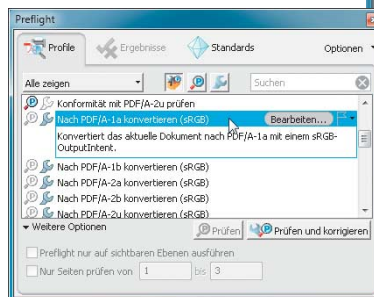 Preflight
Profile Ergebnisse Standards Optionen
Alle zeigen Suchen
Konformität mit PDF/A-2u prüfen
Nach PDF/A-1a konvertieren (sRGB) Bearbeiten...
Konvertiert das aktuelle Dokument nach PDF/A-1a mit einem sRGB-
OutputIntent.
Nach PDF/A-1b konvertieren (sRGB)
Nach PDF/A-2a konvertieren (sRGB)
Nach PDF/A-2b konvertieren (sRGB)
Nach PDF/A-2u konvertieren (sRGB)
Weitere Optionen Prüfen Prüfen und korrigieren
Preflight nur auf sichtbaren Ebenen ausführen
Nur Seiten prüfen von 1 bis 3